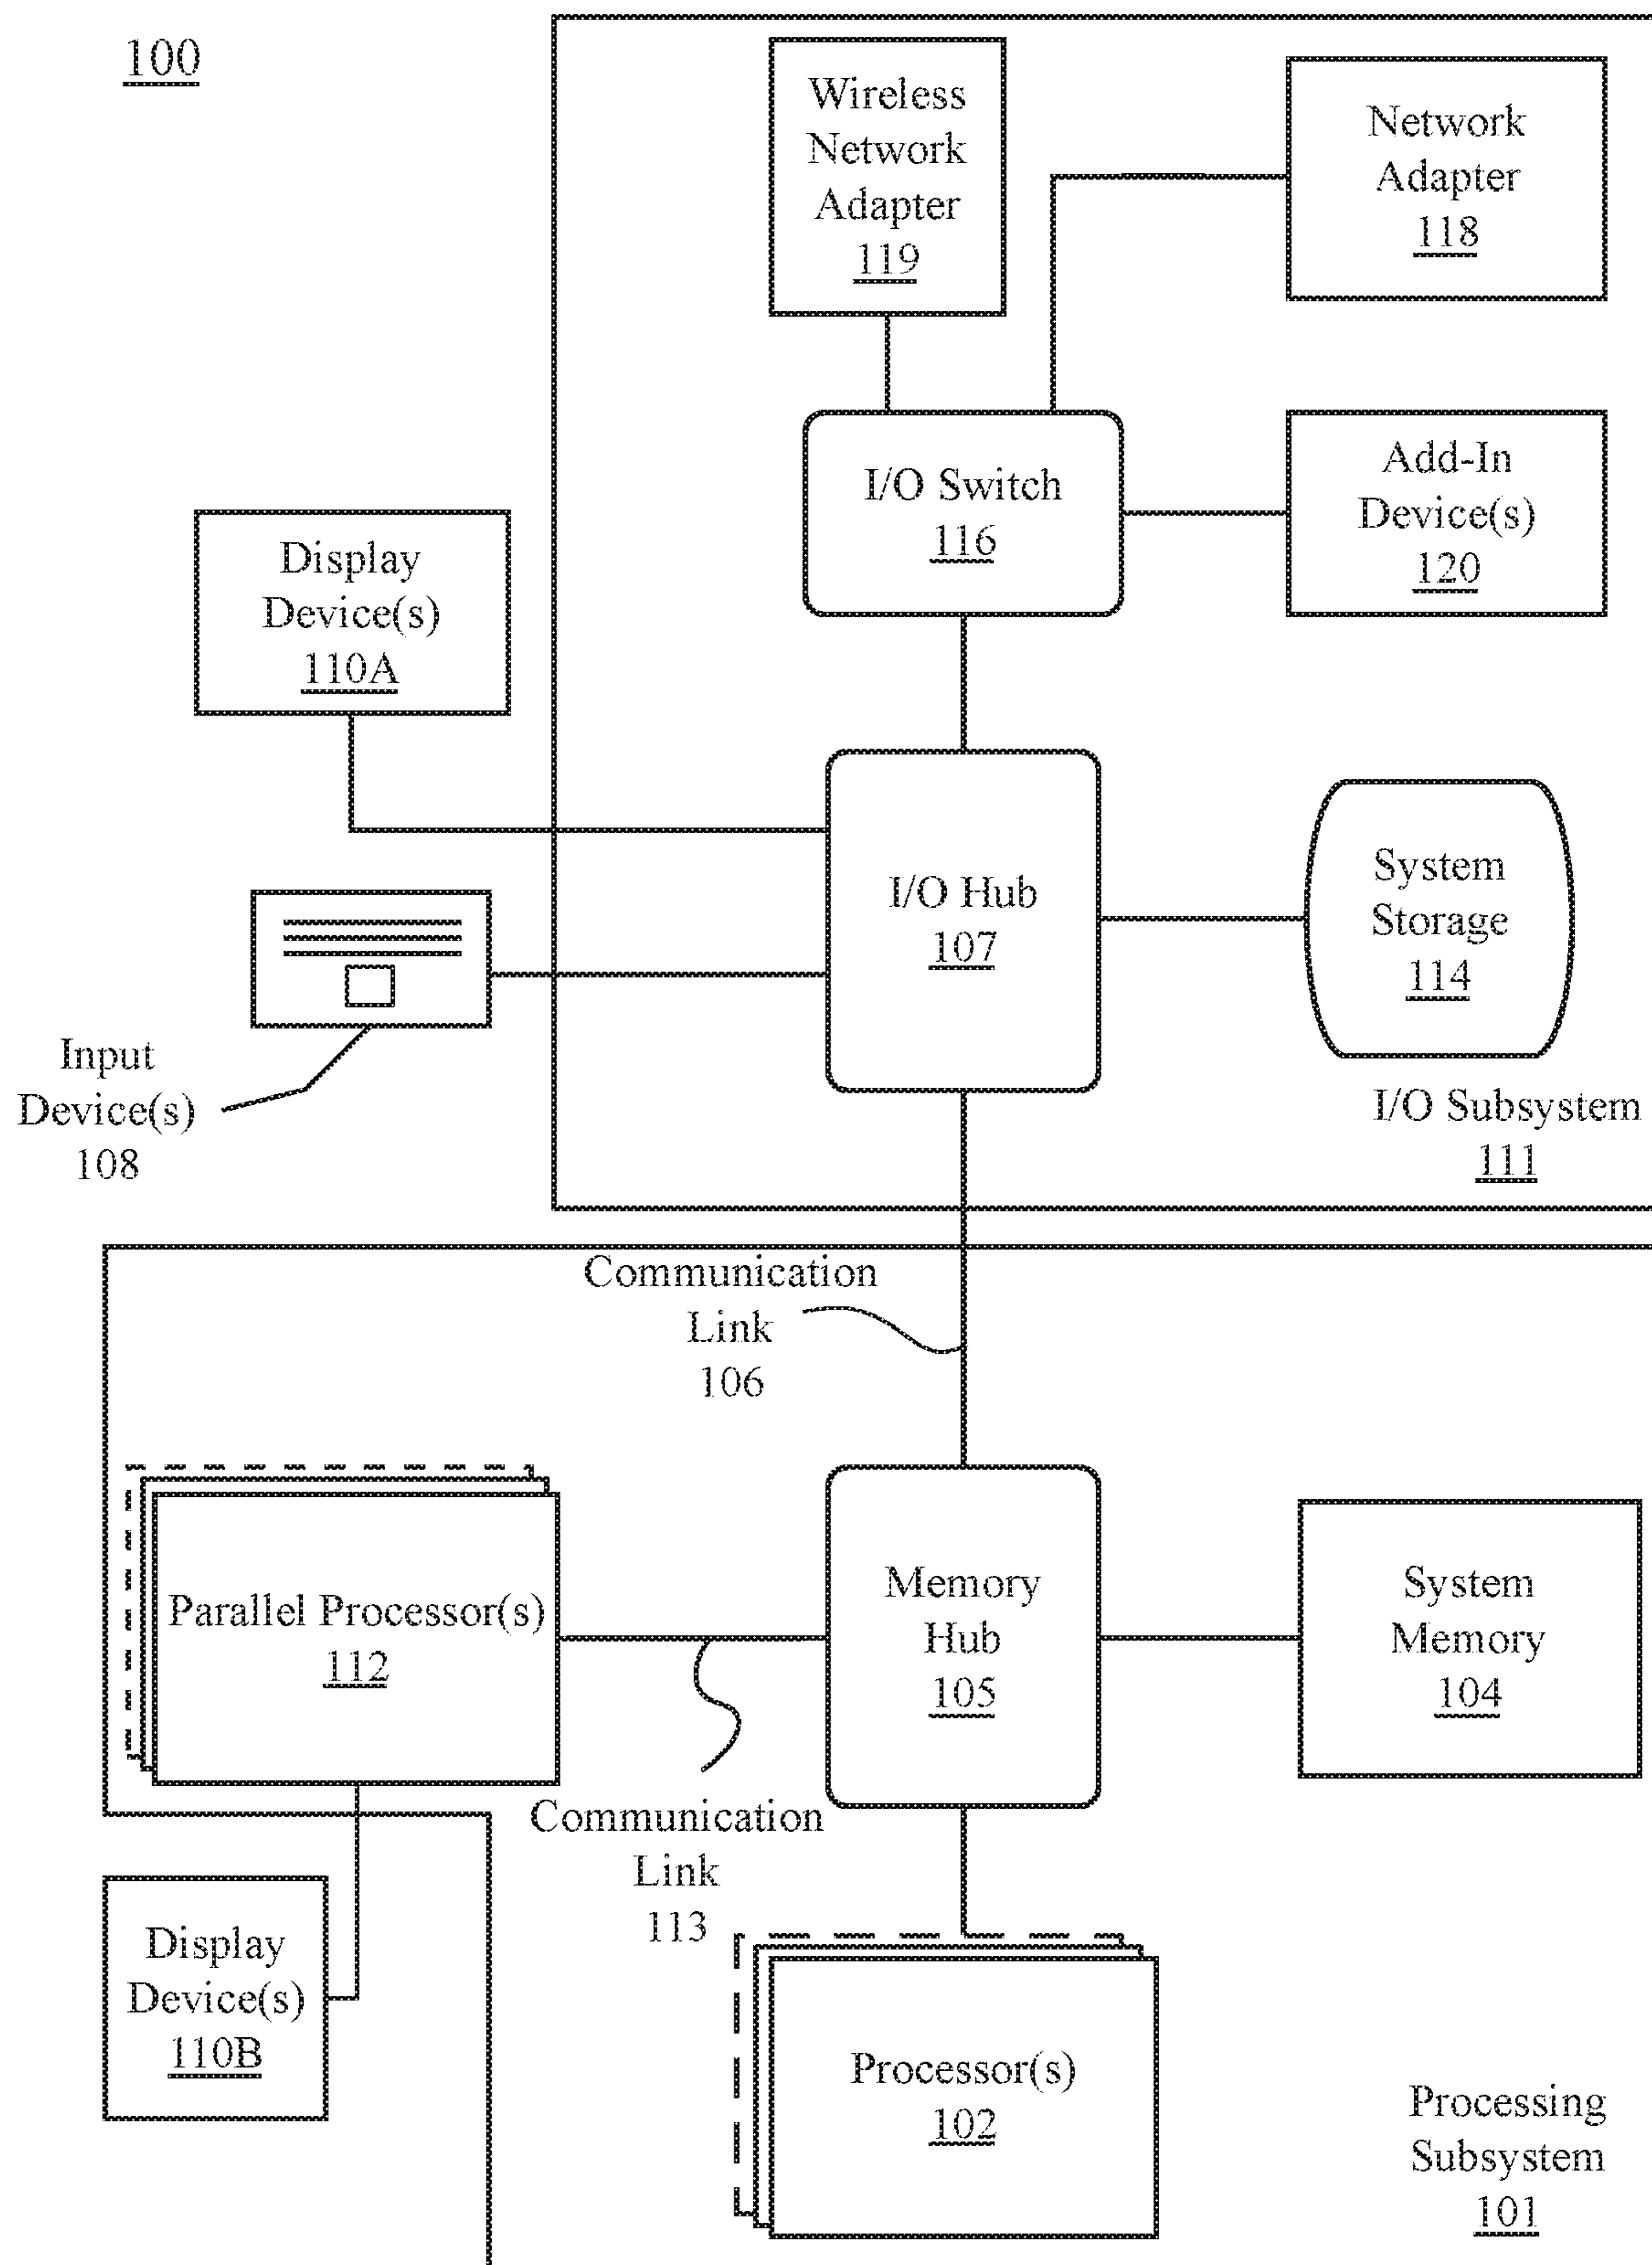 100
Wireless
Network
Adapter
119
Network
Adapter
118
I/O Switch
116
Add-In
Device(s)
120
Display
Device(s)
110A
I/O Hub
107
System
Storage
114
Input
Device(s)
108
I/O Subsystem
111
Communication
Link
106
Parallel Processor(s)
112
Memory
Hub
105
System
Memory
104
Communication
Link
113
Display
Device(s)
110B
Processor(s)
102
Processing
Subsystem
101